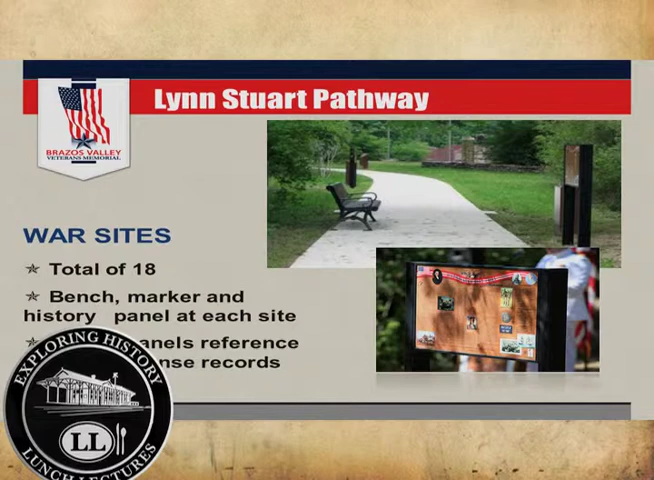 Lynn Stuart Pathway
BRAZOS VALLEY
VETERANS MEMORIAL
WAR SITES
Total of 18
Bench, marker and
history panel at each site
anels reference
nse records
EXPLORING HISTORY
LL
LUNCH LECTURES